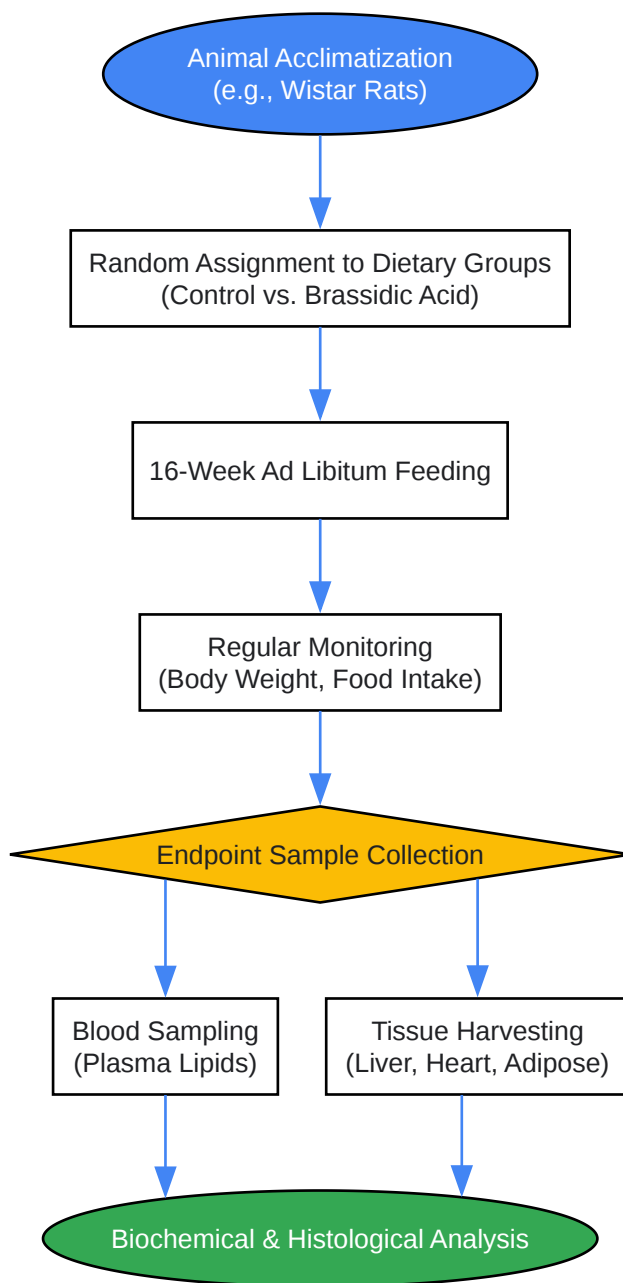 Animal Acclimatization
(e.g., Wistar Rats)
Random Assignment to Dietary Groups
(Control vs. Brassidic Acid)
16-Week Ad Libitum Feeding
Regular Monitoring
(Body Weight, Food Intake)
Endpoint Sample Collection
Blood Sampling
(Plasma Lipids)
Tissue Harvesting
(Liver, Heart, Adipose)
Biochemical & Histological Analysis